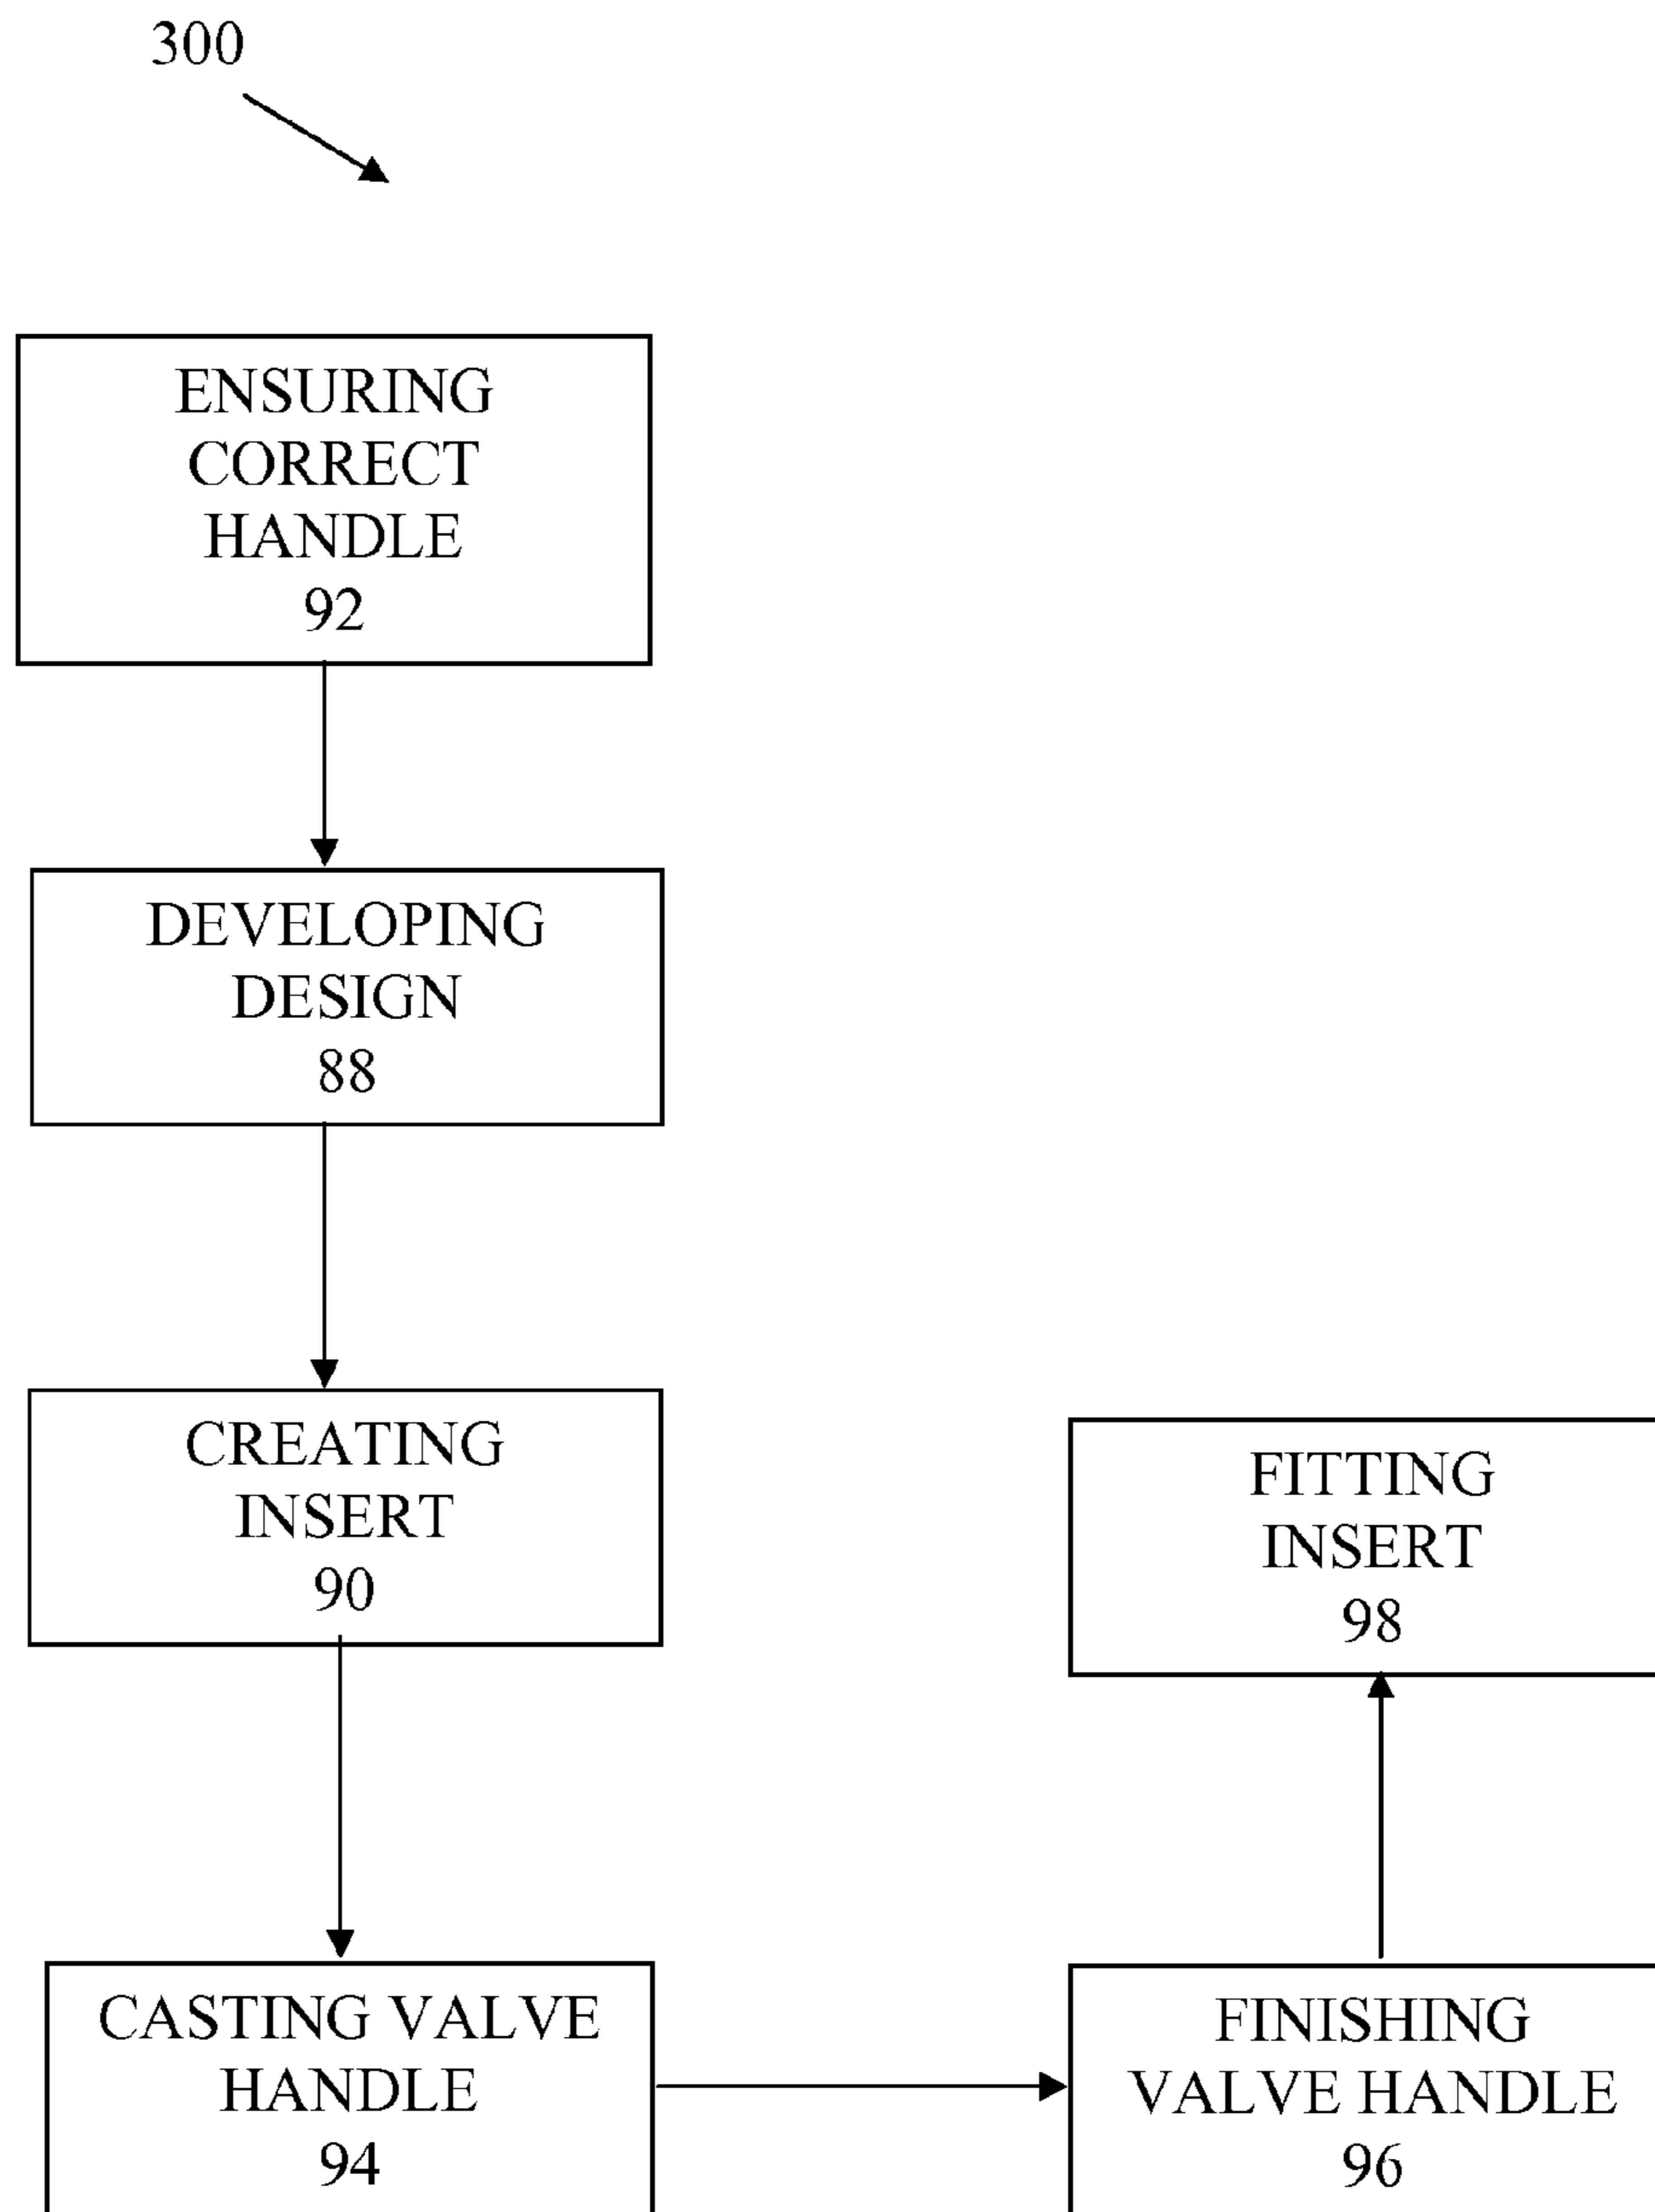 300
ENSURING
CORRECT
HANDLE
92
DEVELOPING
DESIGN
88
CREATING
INSERT
90
CASTING VALVE
HANDLE
94
FINISHING
VALVE HANDLE
96
FITTING
INSERT
98